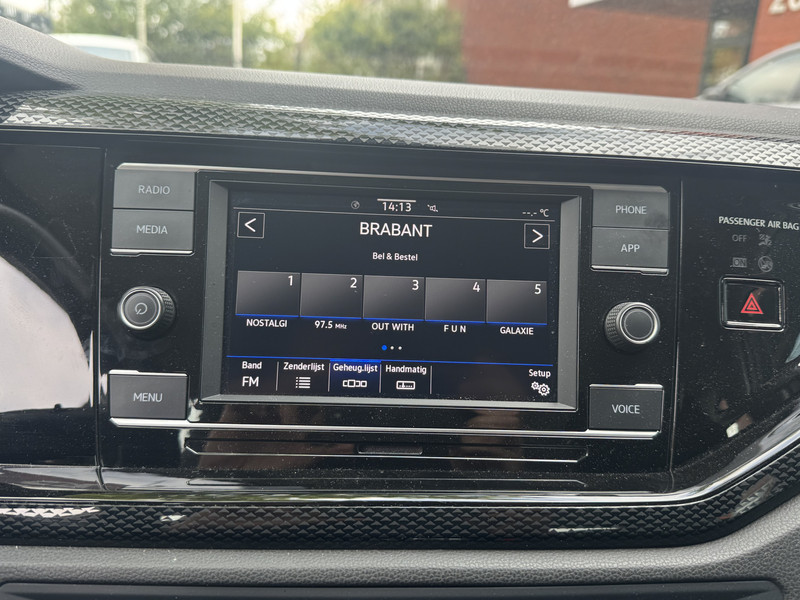 RADIO
MEDIA
MENU
14:13
--.- °C
BRABANT
Bel & Bestel
1 2 3 4 5
NOSTALGI 97.5 MHz OUT WITH F U N GALAXIE
Band Zenderlijst Geheug.lijst Handmatig Setup
FM
PHONE
APP
VOICE
PASSENGER AIR BAG
OFF